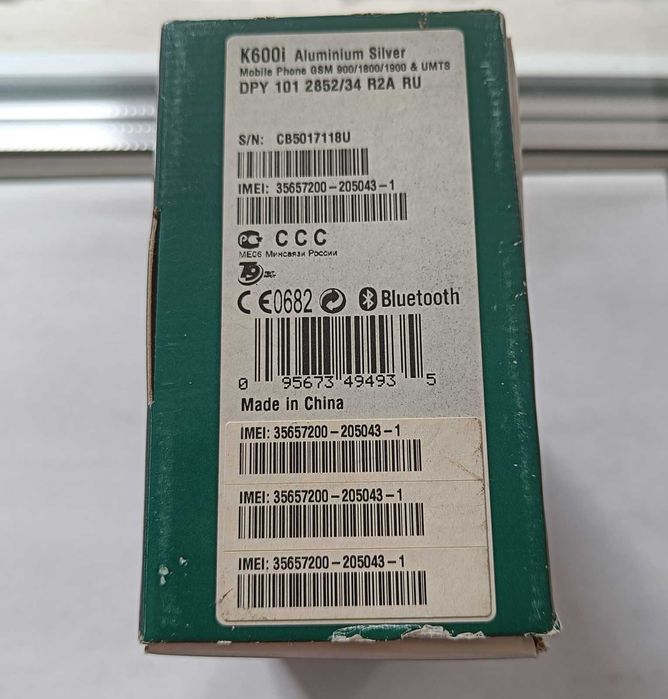 K600i Aluminium Silver
Mobile Phone GSM 900/1800/1900 & UMTS
DPY 101 2852/34 R2A RU
S/N: CB5017118U
IMEI: 35657200-205043-1
РС CCC
ME06 Минсвязи России
T9
CE0682 Bluetooth
0 95673 49493 5
Made in China
IMEI: 35657200-205043-1
IMEI: 35657200-205043-1
IMEI: 35657200-205043-1